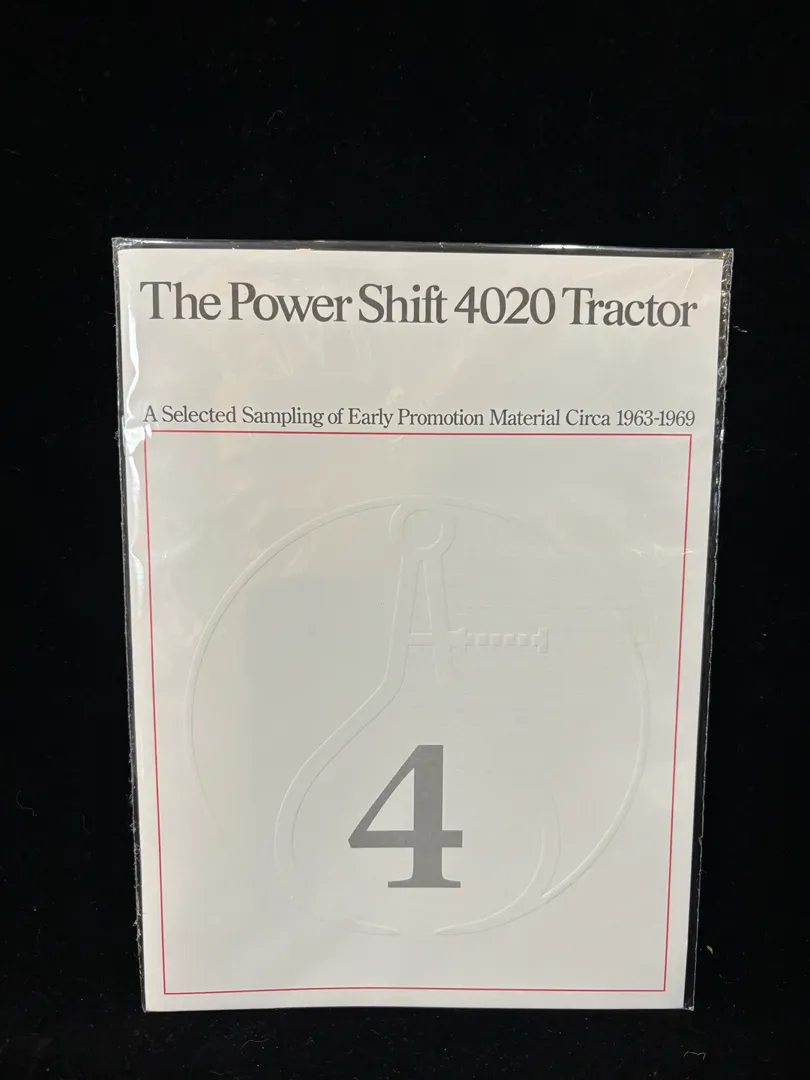 The Power Shift 4020 Tractor
A Selected Sampling of Early Promotion Material Circa 1963-1969
4